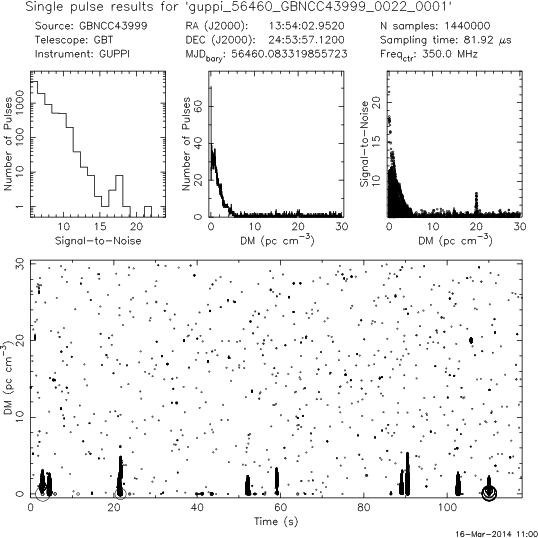 Single pulse results for 'guppi_56460_GBNCC43999_0022_0001'
Source: GBNCC43999 RA (J2000): 13:54:02.9520 N samples: 1440000
Telescope: GBT DEC (J2000): 24:53:57.1200 Sampling time: 81.92 μs
Instrument: GUPPI MJDbary: 56460.083319855723 Freqctr: 350.0 MHz
Number of Pulses
1 10 100 1000
10 15 20
Signal-to-Noise
Number of Pulses
0 20 40 60
0 10 20 30
DM (pc cm-3)
Signal-to-Noise
10 15 20
0 10 20 30
DM (pc cm-3)
DM (pc cm-3)
0 10 20 30
0 20 40 60 80 100
Time (s)
16-Mar-2014 11:00